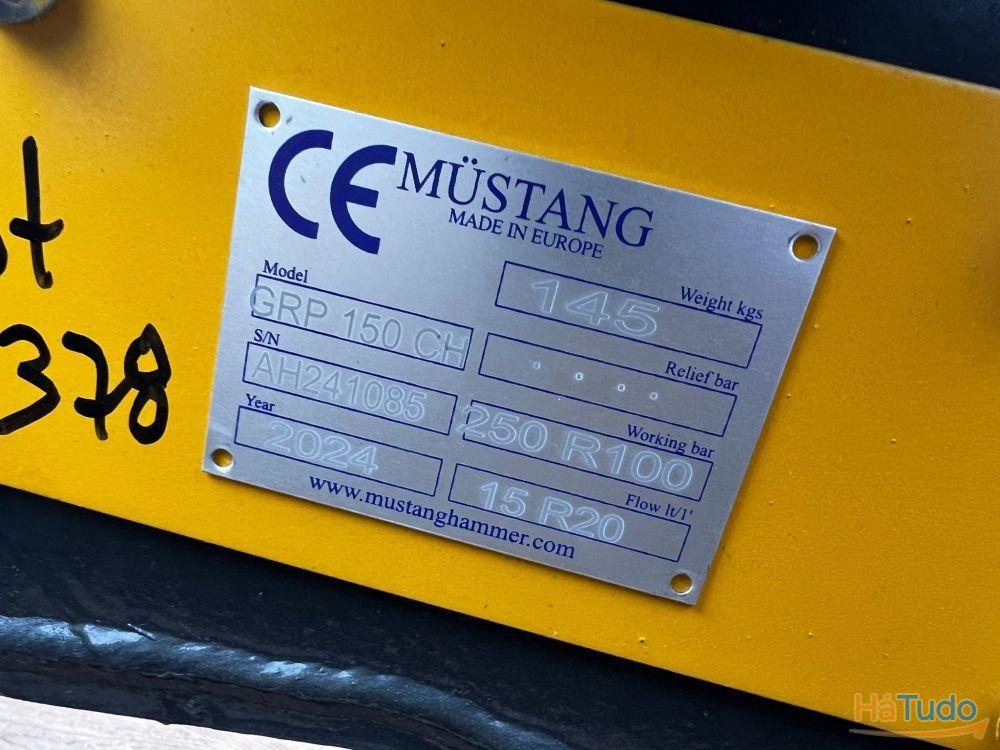 CE MÜSTANG
MADE IN EUROPE
Model
GRP 150 CH
S/N
AH241085
Year
2024
Weight kgs
145
Relief bar
. . . .
Working bar
250 R100
Flow lt/1'
15 R20
www.mustanghammer.com
378
HáTudo